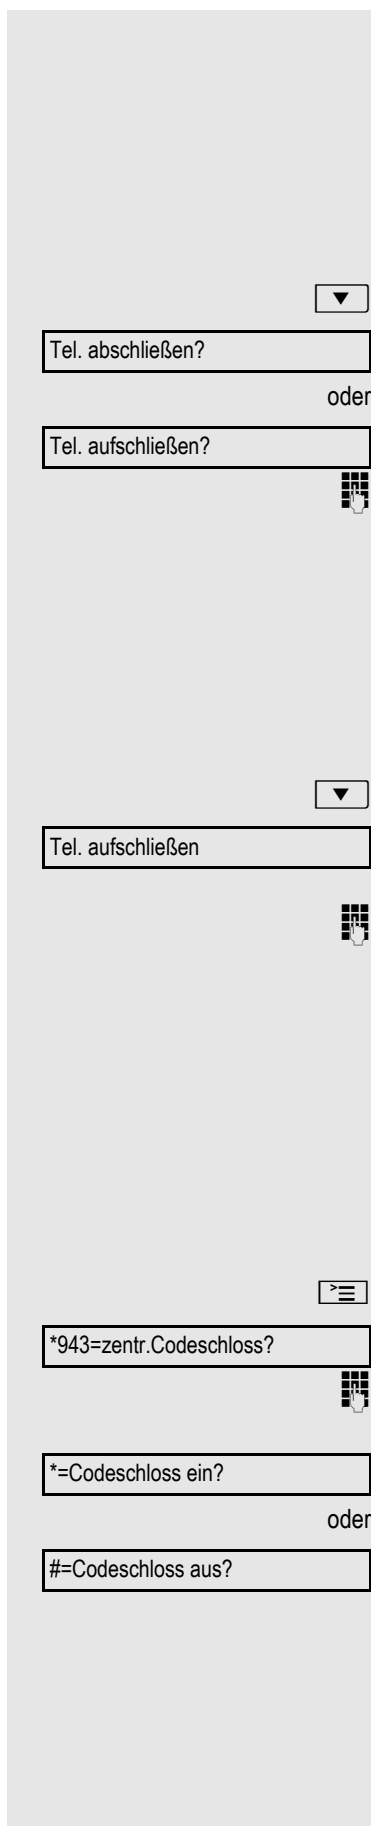 Tel. abschließen?
oder
Tel. aufschließen?
Tel. aufschließen
*943=zentr.Codeschloss?
*=Codeschloss ein?
oder
#=Codeschloss aus?